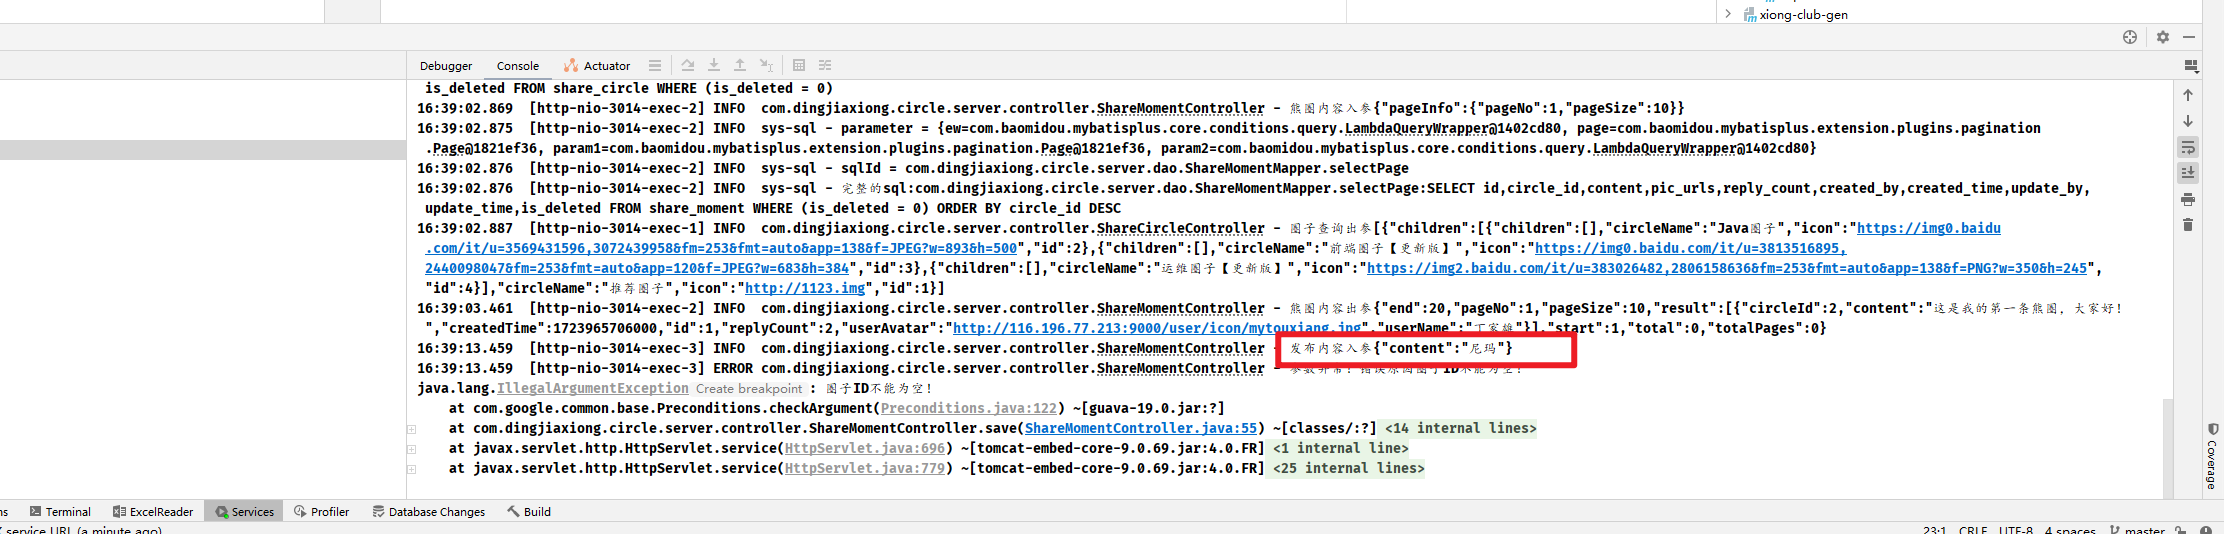 xiong-club-gen
Debugger Console Actuator
is_deleted FROM share_circle WHERE (is_deleted = 0)
16:39:02.869 [http-nio-3014-exec-2] INFO com.dingjiaxiong.circle.server.controller.ShareMomentController - 熊圈内容入参{"pageInfo":{"pageNo":1,"pageSize":10}}
16:39:02.875 [http-nio-3014-exec-2] INFO sys-sql - parameter = {ew=com.baomidou.mybatisplus.core.conditions.query.LambdaQueryWrapper@1402cd80, page=com.baomidou.mybatisplus.extension.plugins.pagination
.Page@1821ef36, param1=com.baomidou.mybatisplus.extension.plugins.pagination.Page@1821ef36, param2=com.baomidou.mybatisplus.core.conditions.query.LambdaQueryWrapper@1402cd80}
16:39:02.876 [http-nio-3014-exec-2] INFO sys-sql - sqlId = com.dingjiaxiong.circle.server.dao.ShareMomentMapper.selectPage
16:39:02.876 [http-nio-3014-exec-2] INFO sys-sql - 完整的sql:com.dingjiaxiong.circle.server.dao.ShareMomentMapper.selectPage:SELECT id,circle_id,content,pic_urls,reply_count,created_by,created_time,update_by,
update_time,is_deleted FROM share_moment WHERE (is_deleted = 0) ORDER BY circle_id DESC
16:39:02.887 [http-nio-3014-exec-1] INFO com.dingjiaxiong.circle.server.controller.ShareCircleController - 圈子查询出参[{"children":[{"children":[],"circleName":"Java圈子","icon":"https://img0.baidu
.com/it/u=3569431596,3072439958&fm=253&fmt=auto&app=138&f=JPEG?w=893&h=500","id":2},{"children":[],"circleName":"前端圈子【更新版】","icon":"https://img0.baidu.com/it/u=3813516895,
2440098047&fm=253&fmt=auto&app=120&f=JPEG?w=683&h=384","id":3},{"children":[],"circleName":"运维圈子【更新版】","icon":"https://img2.baidu.com/it/u=383026482,2806158636&fm=253&fmt=auto&app=138&f=PNG?w=350&h=245",
"id":4}],"circleName":"推荐圈子","icon":"http://1123.img","id":1}]
16:39:03.461 [http-nio-3014-exec-2] INFO com.dingjiaxiong.circle.server.controller.ShareMomentController - 熊圈内容出参{"end":20,"pageNo":1,"pageSize":10,"result":[{"circleId":2,"content":"这是我的第一条熊圈, 大家好!
","createdTime":1723965706000,"id":1,"replyCount":2,"userAvatar":"http://116.196.77.213:9000/user/icon/mytouxiang.jpg","userName":"丁家雄"}],"start":1,"total":0,"totalPages":0}
16:39:13.459 [http-nio-3014-exec-3] INFO com.dingjiaxiong.circle.server.controller.ShareMomentController - 发布内容入参{"content":"尼玛"}
16:39:13.459 [http-nio-3014-exec-3] ERROR com.dingjiaxiong.circle.server.controller.ShareMomentController - 参数异常! 错误原因圈子ID不能为空!
java.lang.IllegalArgumentException Create breakpoint : 圈子ID不能为空!
at com.google.common.base.Preconditions.checkArgument(Preconditions.java:122) ~[guava-19.0.jar:?]
at com.dingjiaxiong.circle.server.controller.ShareMomentController.save(ShareMomentController.java:55) ~[classes/:?] <14 internal lines>
at javax.servlet.http.HttpServlet.service(HttpServlet.java:696) ~[tomcat-embed-core-9.0.69.jar:4.0.FR] <1 internal line>
at javax.servlet.http.HttpServlet.service(HttpServlet.java:779) ~[tomcat-embed-core-9.0.69.jar:4.0.FR] <25 internal lines>
Coverage
Terminal ExcelReader Services Profiler Database Changes Build
service URL (a minute ago) 23:1 CRLF UTF-8 4 spaces master